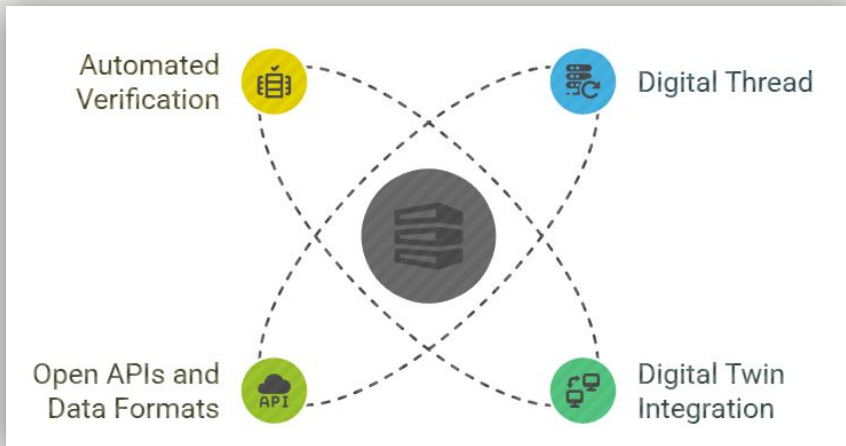 Automated
Verification
Digital Thread
Open APIs and
Data Formats
API
Digital Twin
Integration